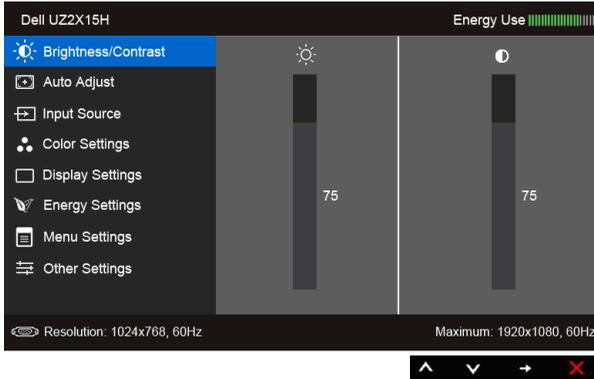 Dell UZ2X15H
Energy Use
Brightness/Contrast
Auto Adjust
Input Source
Color Settings
Display Settings
Energy Settings
Menu Settings
Other Settings
75
75
Resolution: 1024x768, 60Hz
Maximum: 1920x1080, 60Hz